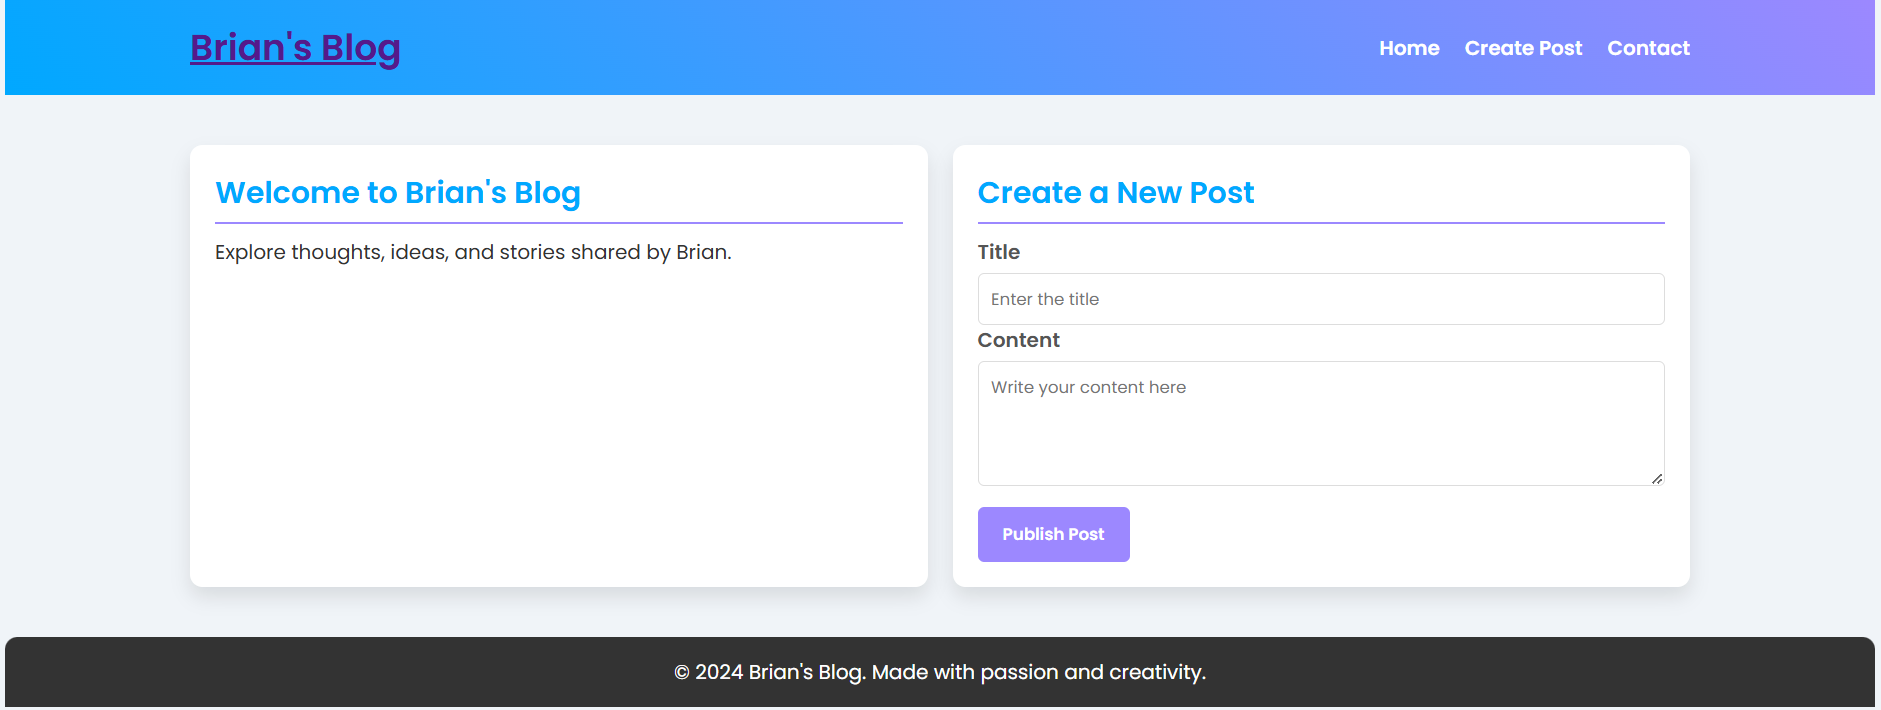 Brian's Blog
Home Create Post Contact
Welcome to Brian's Blog
Explore thoughts, ideas, and stories shared by Brian.
Create a New Post
Title
Enter the title
Content
Write your content here
Publish Post
© 2024 Brian's Blog. Made with passion and creativity.